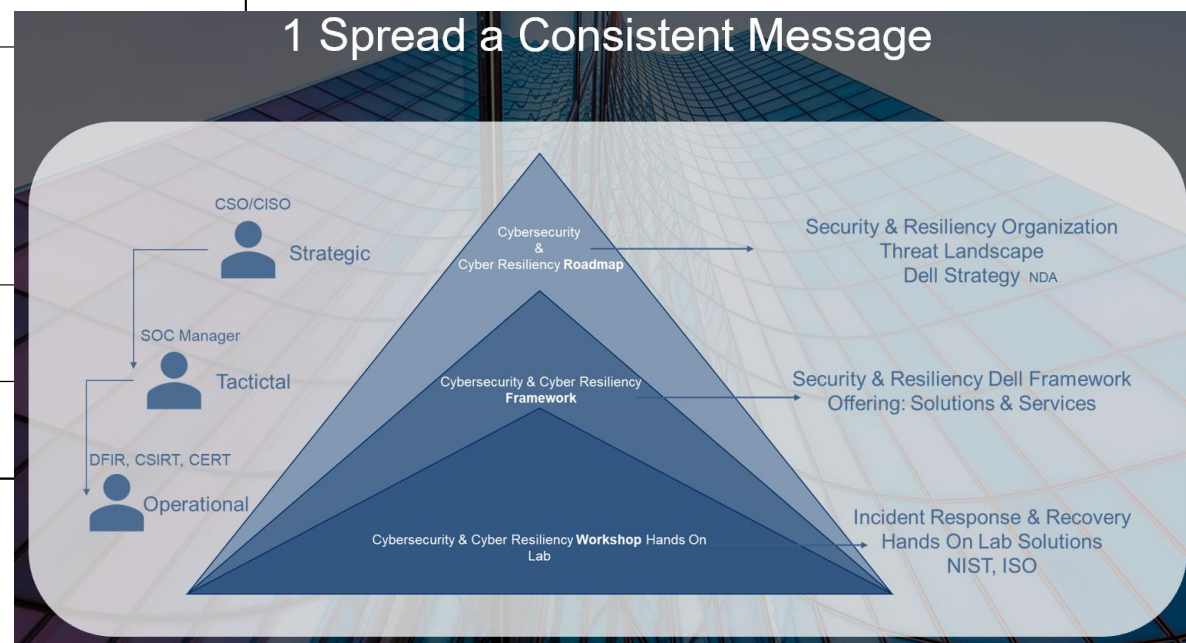 1 Spread a Consistent Message
CSO/CISO
Strategic
Cybersecurity
&
Cyber Resiliency Roadmap
Security & Resiliency Organization
Threat Landscape
Dell Strategy NDA
SOC Manager
Tactictal
Cybersecurity & Cyber Resiliency
Framework
Security & Resiliency Dell Framework
Offering: Solutions & Services
DFIR, CSIRT, CERT
Operational
Cybersecurity & Cyber Resiliency Workshop Hands On
Lab
Incident Response & Recovery
Hands On Lab Solutions
NIST, ISO